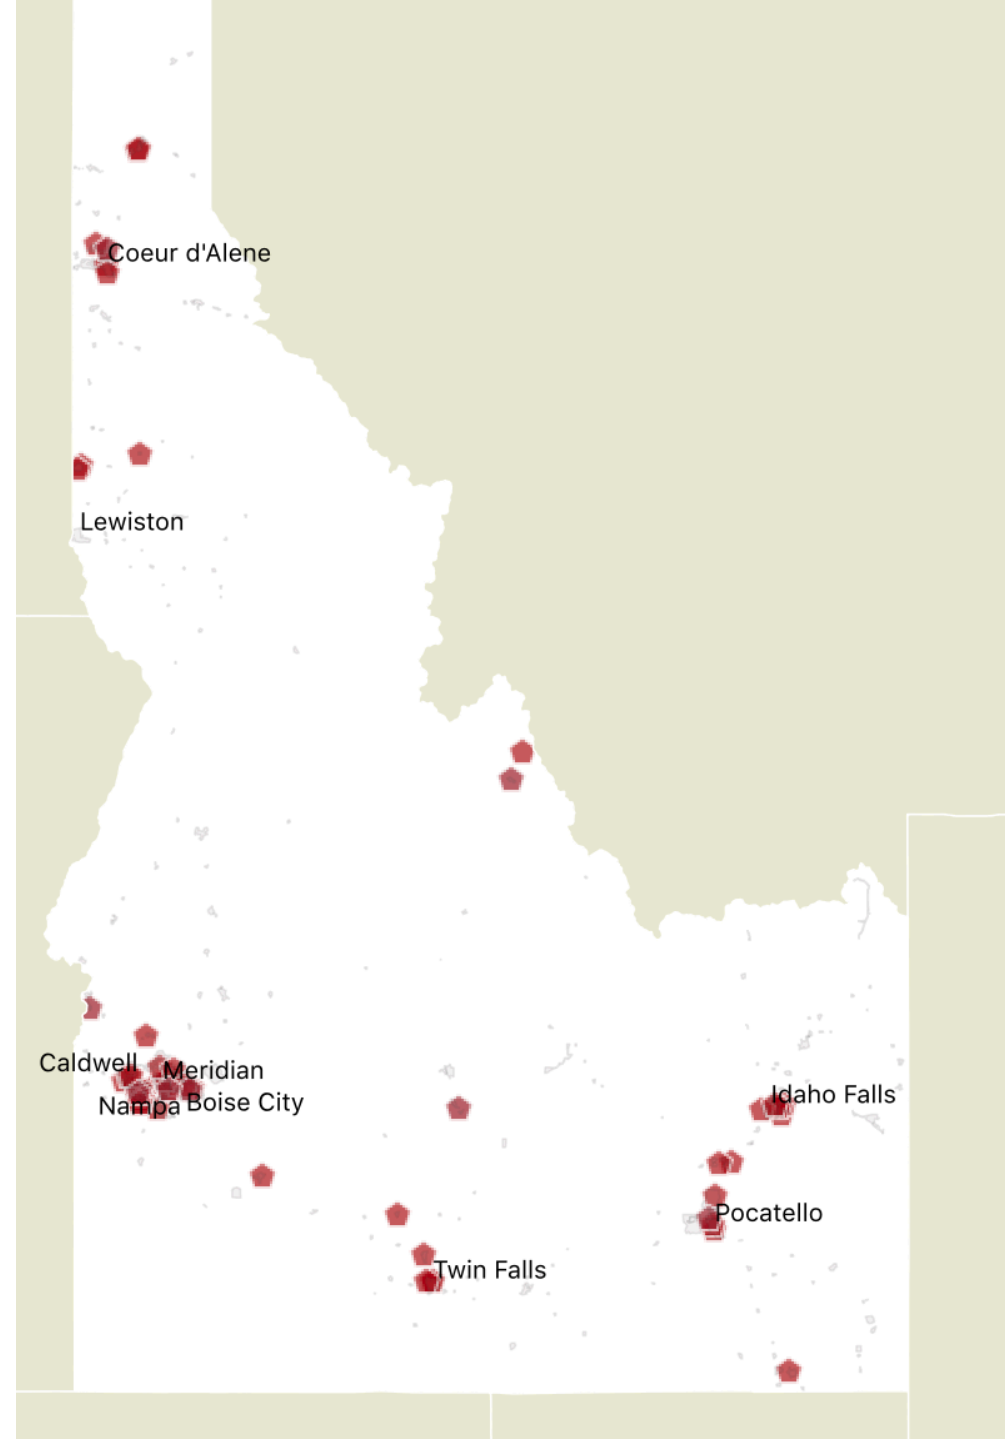 Coeur d'Alene
Lewiston
Caldwell
Meridian
Nampa
Boise City
Idaho Falls
Pocatello
Twin Falls